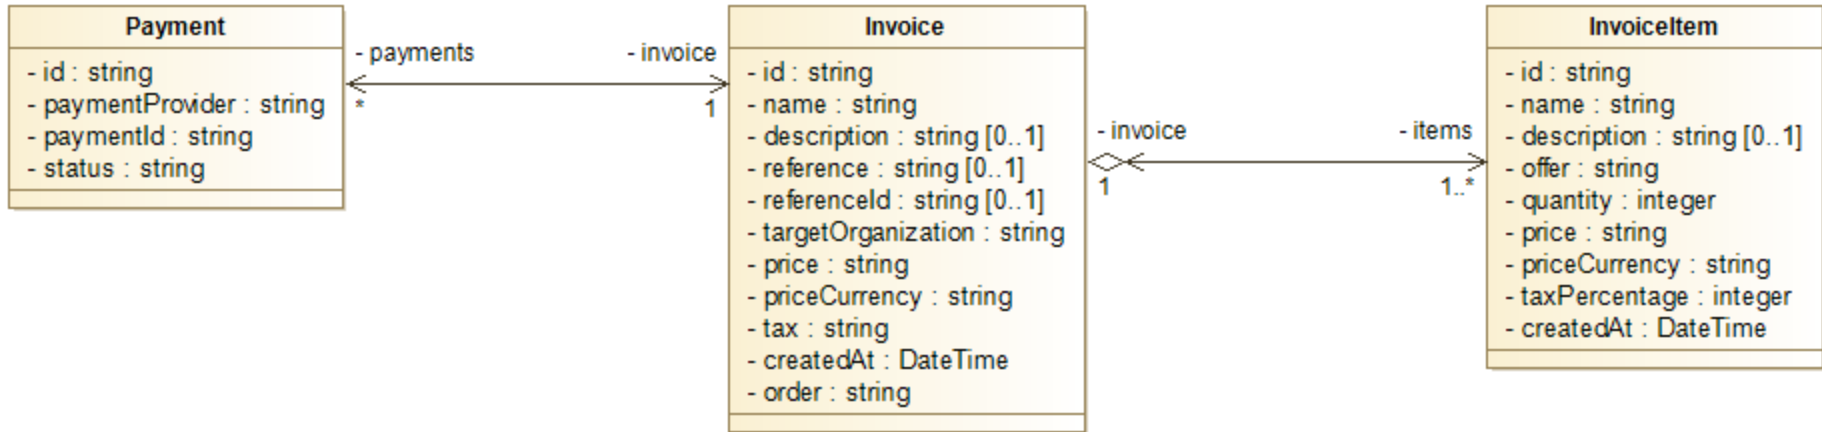 Payment
- id : string
- paymentProvider : string
- paymentId : string
- status : string
- payments
*
- invoice
1
Invoice
- id : string
- name : string
- description : string [0..1]
- reference : string [0..1]
- referenceId : string [0..1]
- targetOrganization : string
- price : string
- priceCurrency : string
- tax : string
- createdAt : DateTime
- order : string
- invoice
1
- items
1..*
InvoiceItem
- id : string
- name : string
- description : string [0..1]
- offer : string
- quantity : integer
- price : string
- priceCurrency : string
- taxPercentage : integer
- createdAt : DateTime